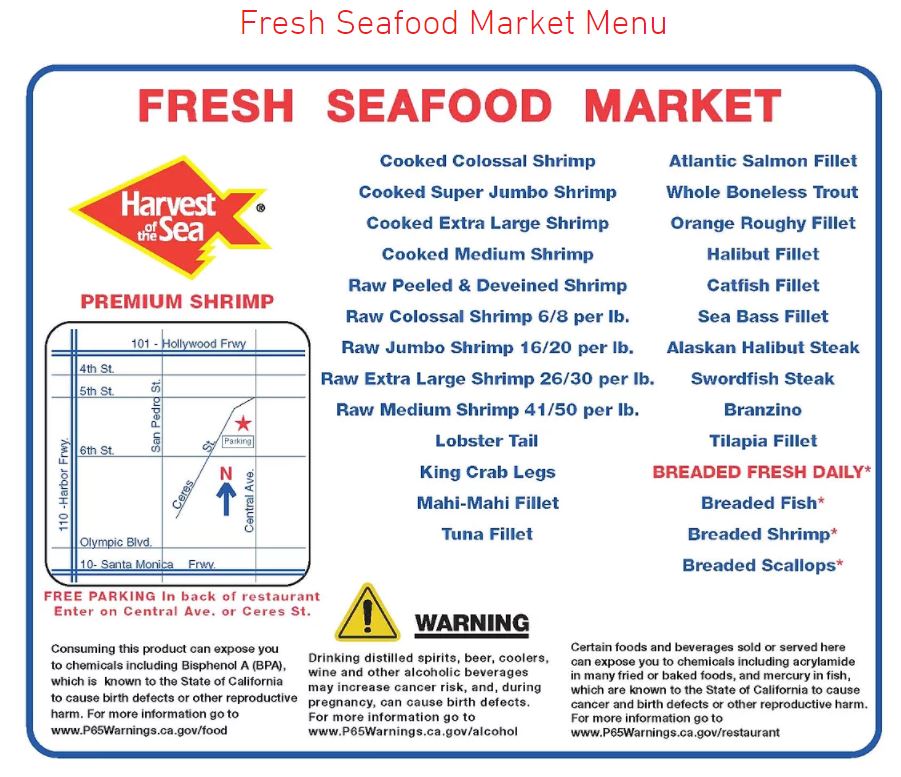 Fresh Seafood Market Menu
FRESH SEAFOOD MARKET
Harvest
of the Sea
®
PREMIUM SHRIMP
101 - Hollywood Frwy
4th St.
5th St.
San Pedro St.
Parking
6th St.
St.
Ceres
N
Central Ave.
110 -Harbor Frwy.
Olympic Blvd.
10- Santa Monica Frwy.
FREE PARKING In back of restaurant
Enter on Central Ave. or Ceres St.
Cooked Colossal Shrimp
Cooked Super Jumbo Shrimp
Cooked Extra Large Shrimp
Cooked Medium Shrimp
Raw Peeled & Deveined Shrimp
Raw Colossal Shrimp 6/8 per lb.
Raw Jumbo Shrimp 16/20 per lb.
Raw Extra Large Shrimp 26/30 per lb.
Raw Medium Shrimp 41/50 per lb.
Lobster Tail
King Crab Legs
Mahi-Mahi Fillet
Tuna Fillet
Atlantic Salmon Fillet
Whole Boneless Trout
Orange Roughy Fillet
Halibut Fillet
Catfish Fillet
Sea Bass Fillet
Alaskan Halibut Steak
Swordfish Steak
Branzino
Tilapia Fillet
BREADED FRESH DAILY*
Breaded Fish*
Breaded Shrimp*
Breaded Scallops*
WARNING
Consuming this product can expose you
to chemicals including Bisphenol A (BPA),
which is known to the State of California
to cause birth defects or other reproductive
harm. For more information go to
www.P65Warnings.ca.gov/food
Drinking distilled spirits, beer, coolers,
wine and other alcoholic beverages
may increase cancer risk, and, during
pregnancy, can cause birth defects.
For more information go to
www.P65Warnings.ca.gov/alcohol
Certain foods and beverages sold or served here
can expose you to chemicals including acrylamide
in many fried or baked foods, and mercury in fish,
which are known to the State of California to cause
cancer and birth defects or other reproductive harm.
For more information go to
www.P65Warnings.ca.gov/restaurant